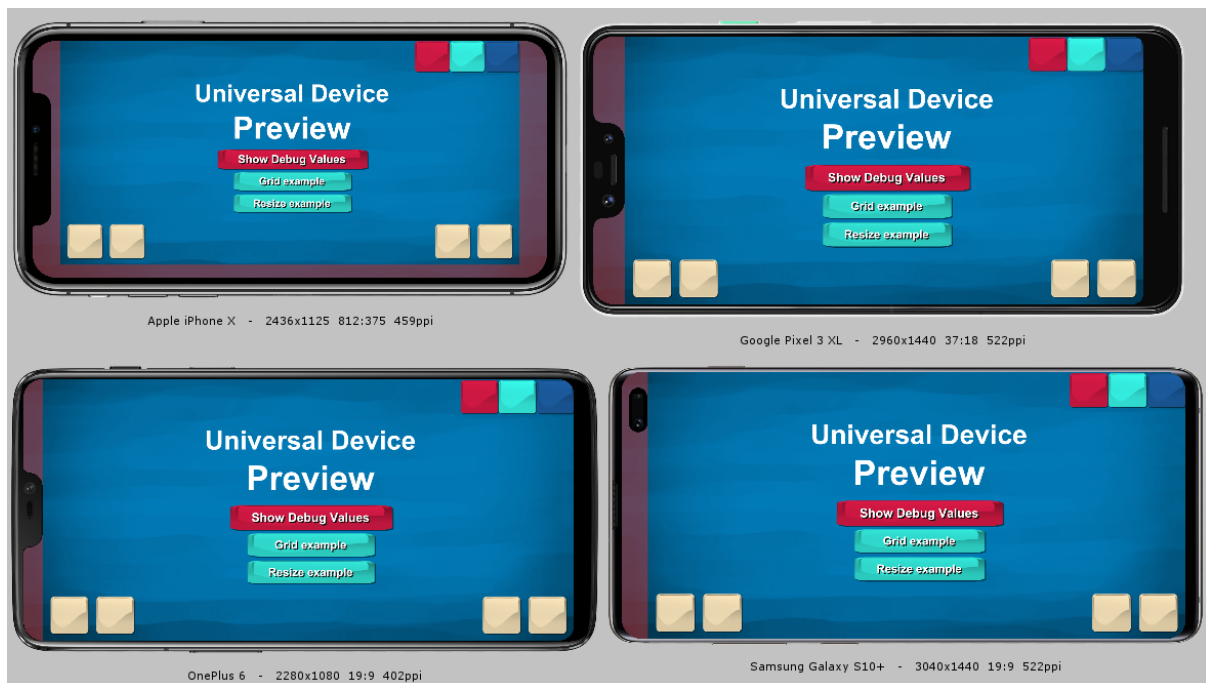 Universal Device
Preview
Show Debug Values
Grid example
Resize example
Apple iPhone X - 2436x1125 812:375 459ppi
Universal Device
Preview
Show Debug Values
Grid example
Resize example
Google Pixel 3 XL - 2960x1440 37:18 522ppi
Universal Device
Preview
Show Debug Values
Grid example
Resize example
OnePlus 6 - 2280x1080 19:9 402ppi
Universal Device
Preview
Show Debug Values
Grid example
Resize example
Samsung Galaxy S10+ - 3040x1440 19:9 522ppi